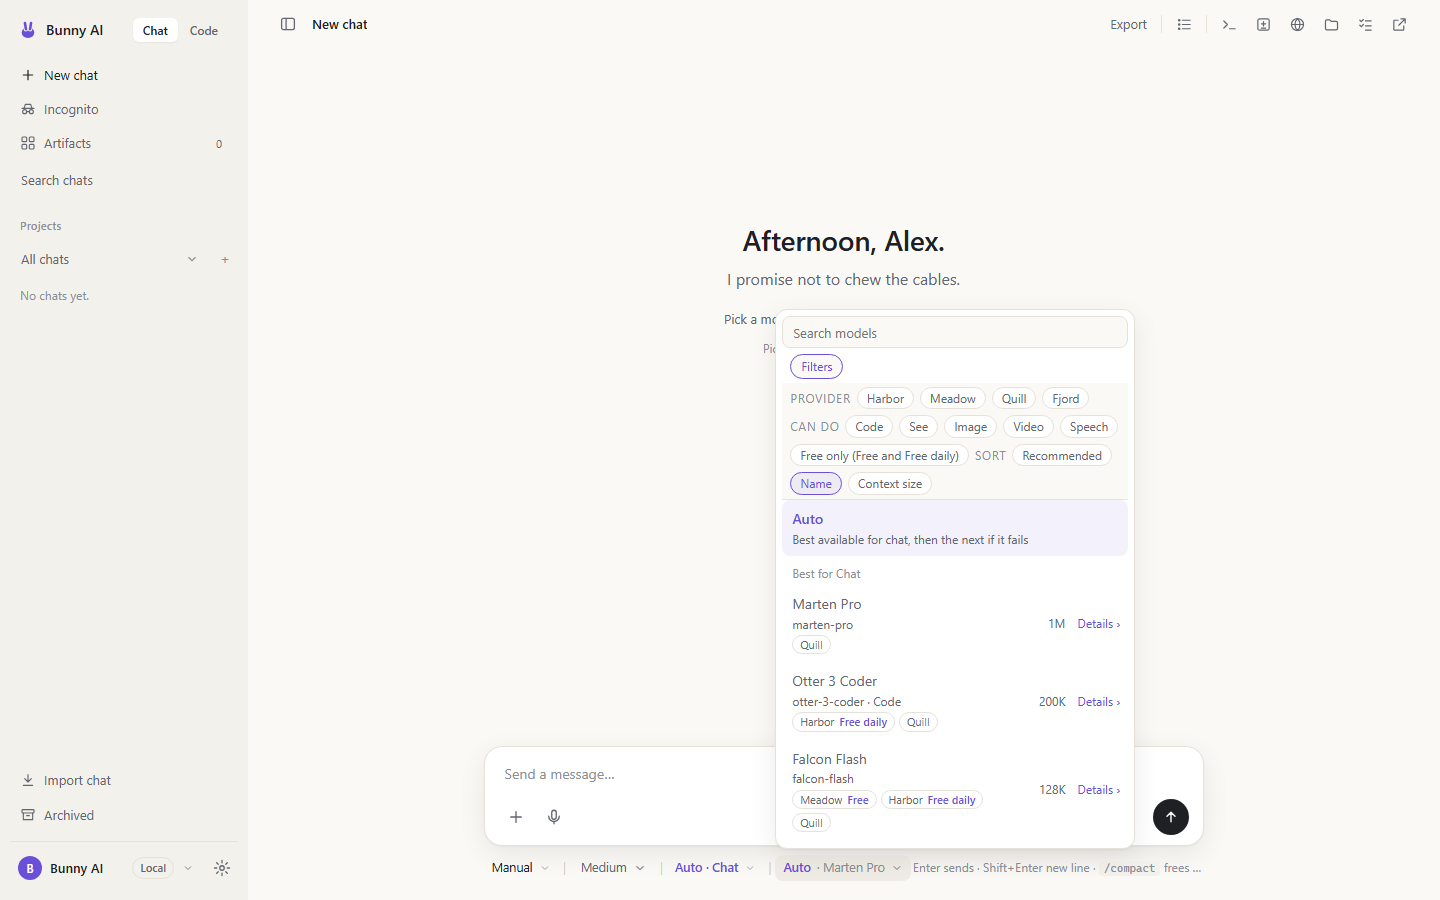 Bunny AI
Chat
Code
New chat
Incognito
Artifacts
0
Search chats
Projects
All chats
+
No chats yet.
Import chat
Archived
B
Bunny AI
Local
New chat
Export
Afternoon, Alex.
I promise not to chew the cables.
Pick a mo
Pic
Search models
Filters
PROVIDER Harbor Meadow Quill Fjord
CAN DO Code See Image Video Speech
Free only (Free and Free daily) SORT Recommended
Name Context size
Auto
Best available for chat, then the next if it fails
Best for Chat
Marten Pro
marten-pro
1M Details ›
Quill
Otter 3 Coder
otter-3-coder · Code
200K Details ›
Harbor Free daily Quill
Falcon Flash
falcon-flash
128K Details ›
Meadow Free Harbor Free daily
Quill
Send a message...
Manual | Medium | Auto · Chat | Auto · Marten Pro Enter sends · Shift+Enter new line · /compact frees ...